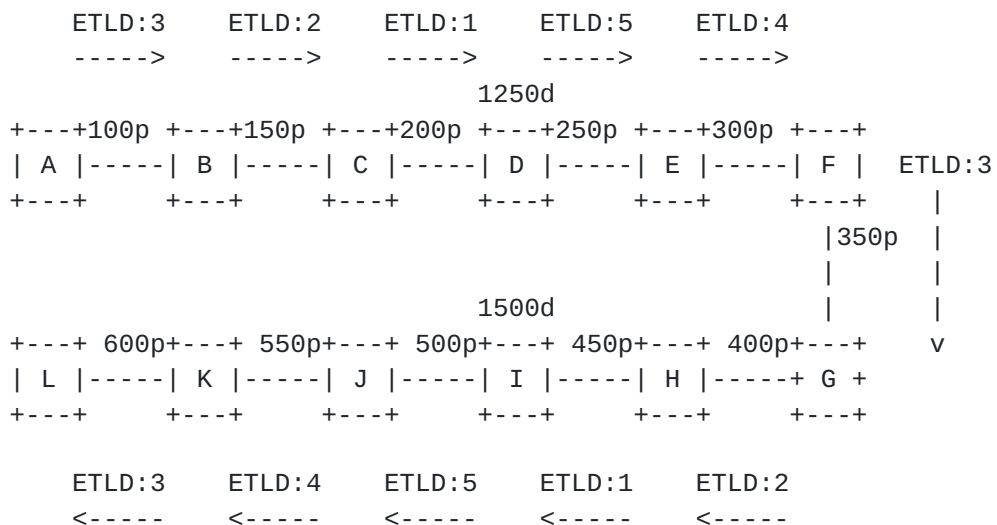 ETLD:3    ETLD:2    ETLD:1    ETLD:5    ETLD:4
    ----->    ----->    ----->    ----->    ----->
                              1250d
+---+100p +---+150p +---+200p +---+250p +---+300p +---+
| A |-----| B |-----| C |-----| D |-----| E |-----| F |  ETLD:3
+---+     +---+     +---+     +---+     +---+     +---+    |
                                                    |350p  |
                                                    |      |
                              1500d                 |      |
+---+ 600p+---+ 550p+---+ 500p+---+ 450p+---+ 400p+---+    v
| L |-----| K |-----| J |-----| I |-----| H |-----+ G +
+---+     +---+     +---+     +---+     +---+     +---+
    ETLD:3    ETLD:4    ETLD:5    ETLD:1    ETLD:2
    <-----    <-----    <-----    <-----    <-----